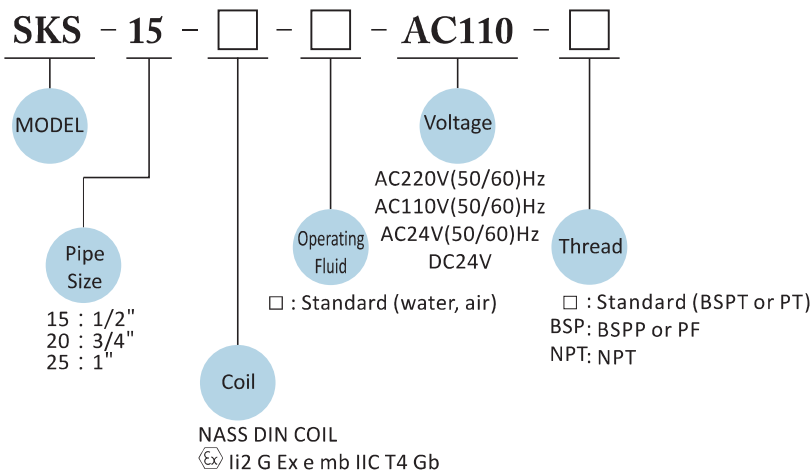 SKS - 15 - □ - □ - AC110 - □
MODEL
Pipe
Size
15 : 1/2"
20 : 3/4"
25 : 1"
Coil
NASS DIN COIL
Ex Ii2 G Ex e mb IIC T4 Gb
Operating
Fluid
□ : Standard (water, air)
Voltage
AC220V(50/60)Hz
AC110V(50/60)Hz
AC24V(50/60)Hz
DC24V
Thread
□ : Standard (BSPT or PT)
BSP: BSPP or PF
NPT: NPT